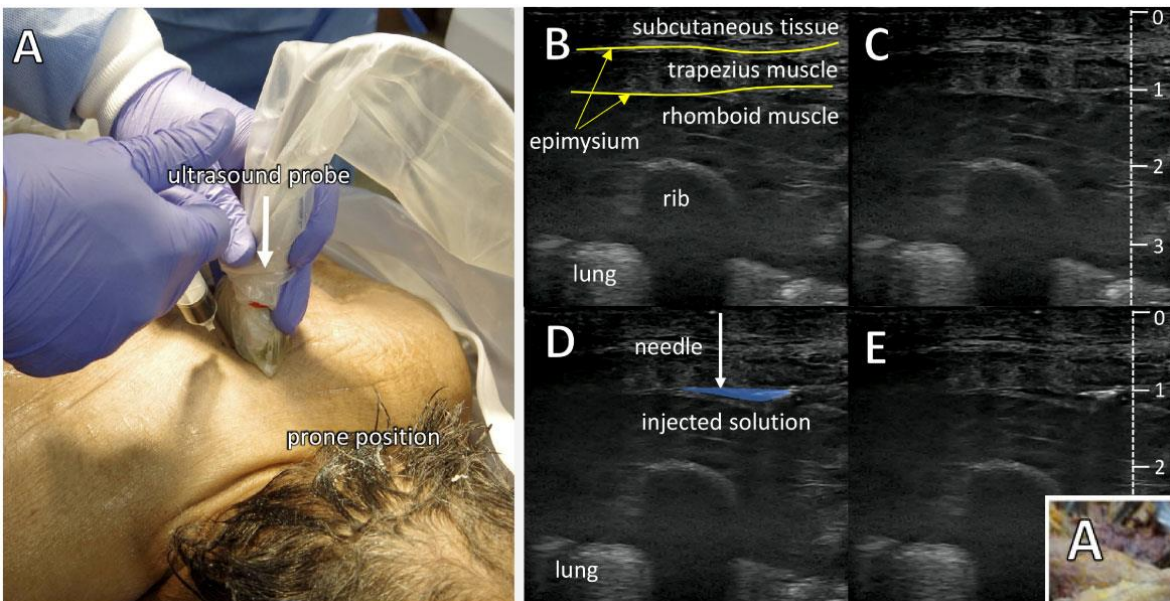 A
ultrasound probe
prone position
B
subcutaneous tissue
trapezius muscle
epimysium
rhomboid muscle
rib
lung
C
0
1
2
3
D
needle
injected solution
lung
E
0
1
2
A